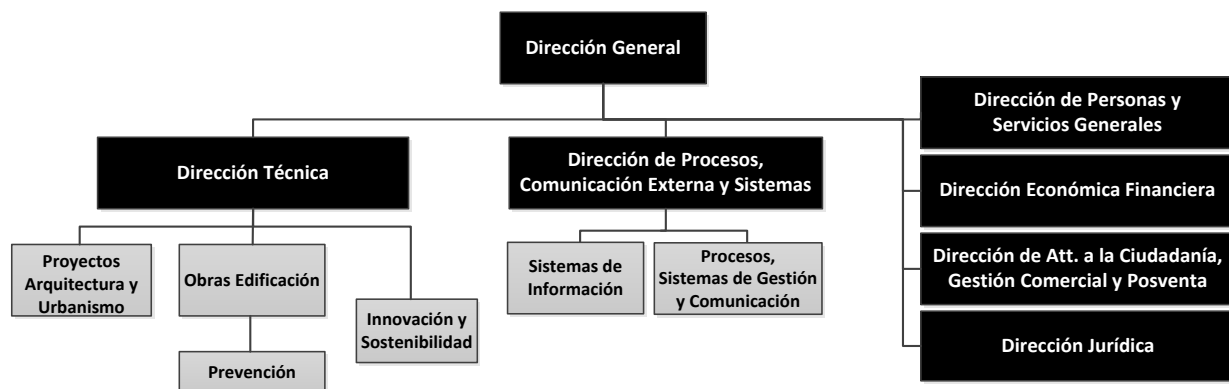 Dirección General
Dirección de Personas y
Servicios Generales
Dirección Técnica
Dirección de Procesos,
Comunicación Externa y Sistemas
Dirección Económica Financiera
Dirección de Att. a la Ciudadanía,
Gestión Comercial y Posventa
Dirección Jurídica
Proyectos
Arquitectura y
Urbanismo
Obras Edificación
Innovación y
Sostenibilidad
Prevención
Sistemas de
Información
Procesos,
Sistemas de Gestión
y Comunicación